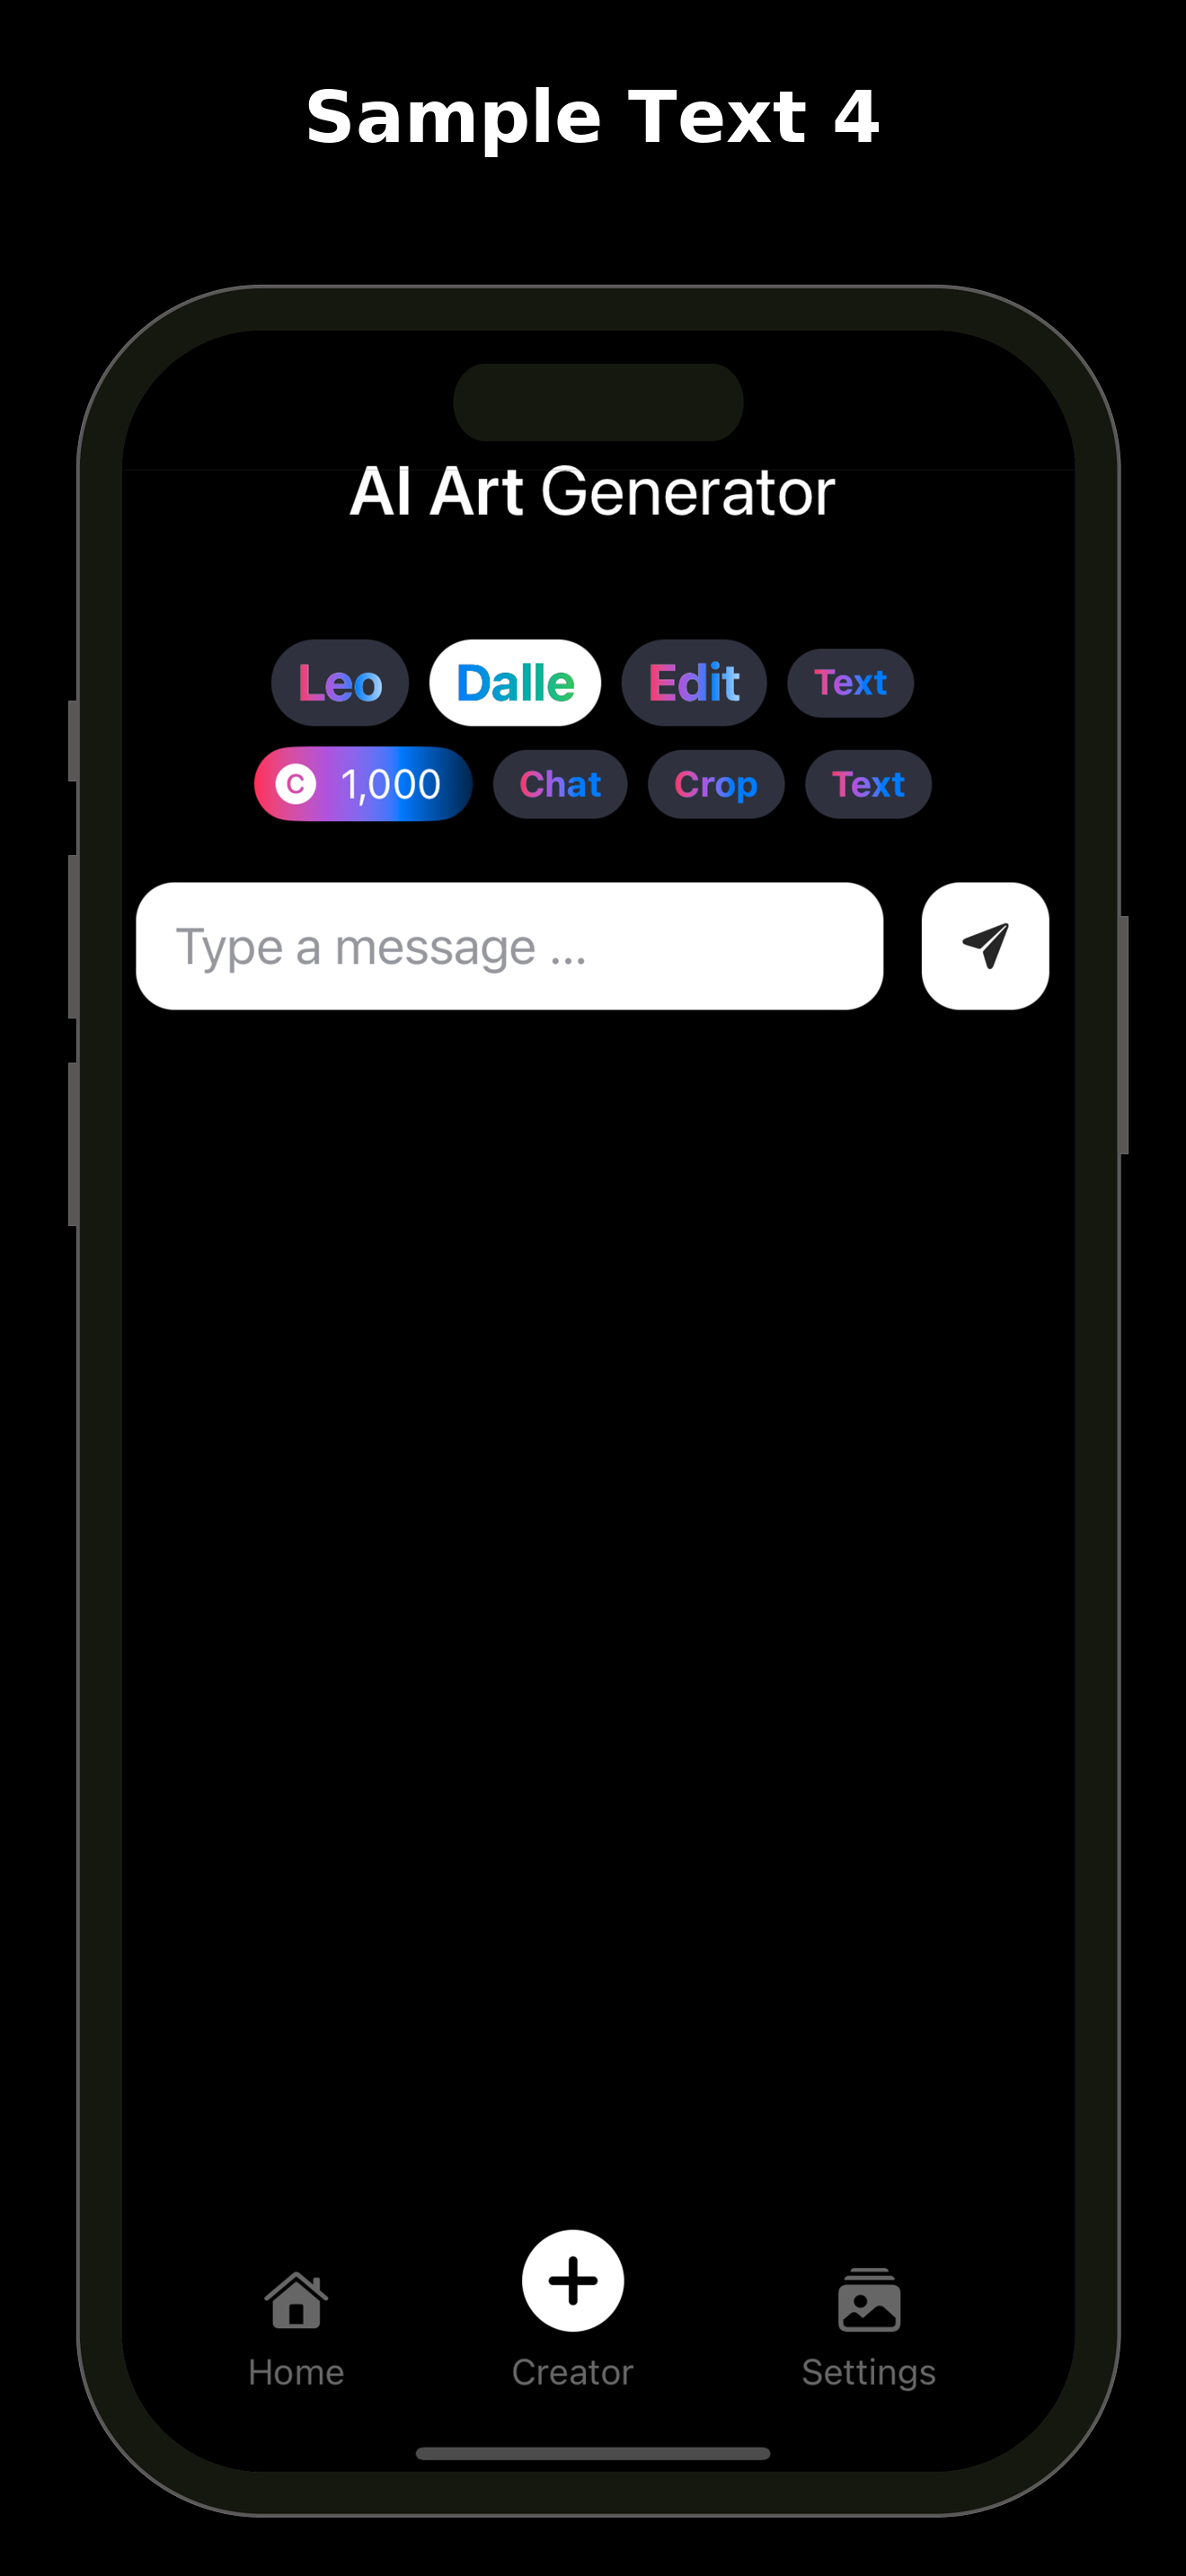 Sample Text 4
AI Art Generator
Leo Dalle Edit Text
C 1,000 Chat Crop Text
Type a message ...
Home Creator Settings